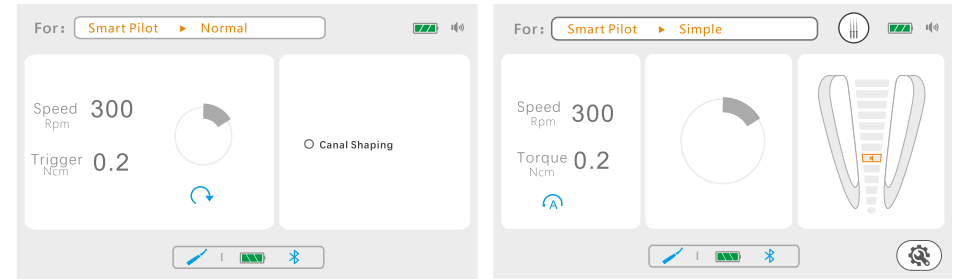 For: Smart Pilot ▸ Normal
Speed 300
Rpm
Trigger 0.2
Ncm
Canal Shaping
For: Smart Pilot ▸ Simple
Speed 300
Rpm
Torque 0.2
Ncm
A